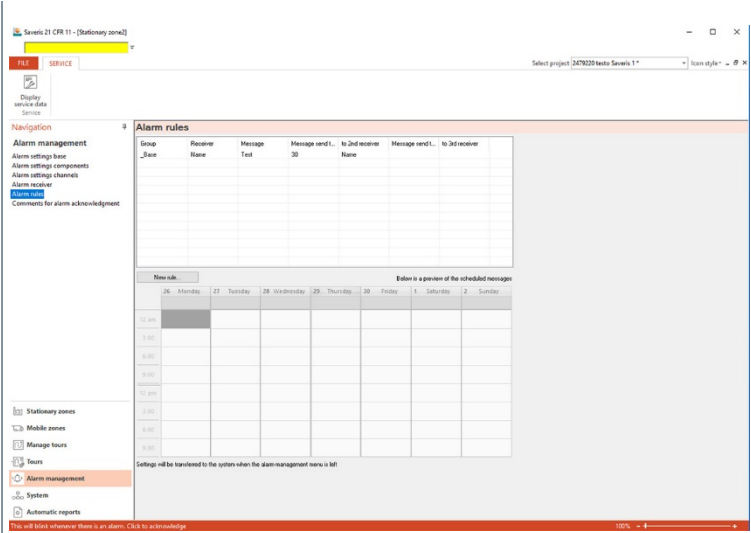 Saveris 21 CFR 11 - [Stationary zone2]
FILE SERVICE Select project 2479220 testo Saveris 1 * Icon style
Display
service data
Service
Navigation
Alarm management
Alarm settings base
Alarm settings components
Alarm settings channels
Alarm receiver
Alarm rules
Comments for alarm acknowledgment
Alarm rules
Group Receiver Message Message send t... to 2nd receiver Message send t... to 3rd receiver
_Base Name Test 30 Name
New rule... Below is a preview of the scheduled messages
26 Monday 27 Tuesday 28 Wednesday 29 Thursday 30 Friday 1 Saturday 2 Sunday
12 am
3:00
6:00
9:00
12 pm
3:00
6:00
9:00
Settings will be transferred to the system when the alarm management menu is left
Stationary zones
Mobile zones
Manage tours
Tours
Alarm management
System
Automatic reports
This will blink whenever there is an alarm. Click to acknowledge 100% - +